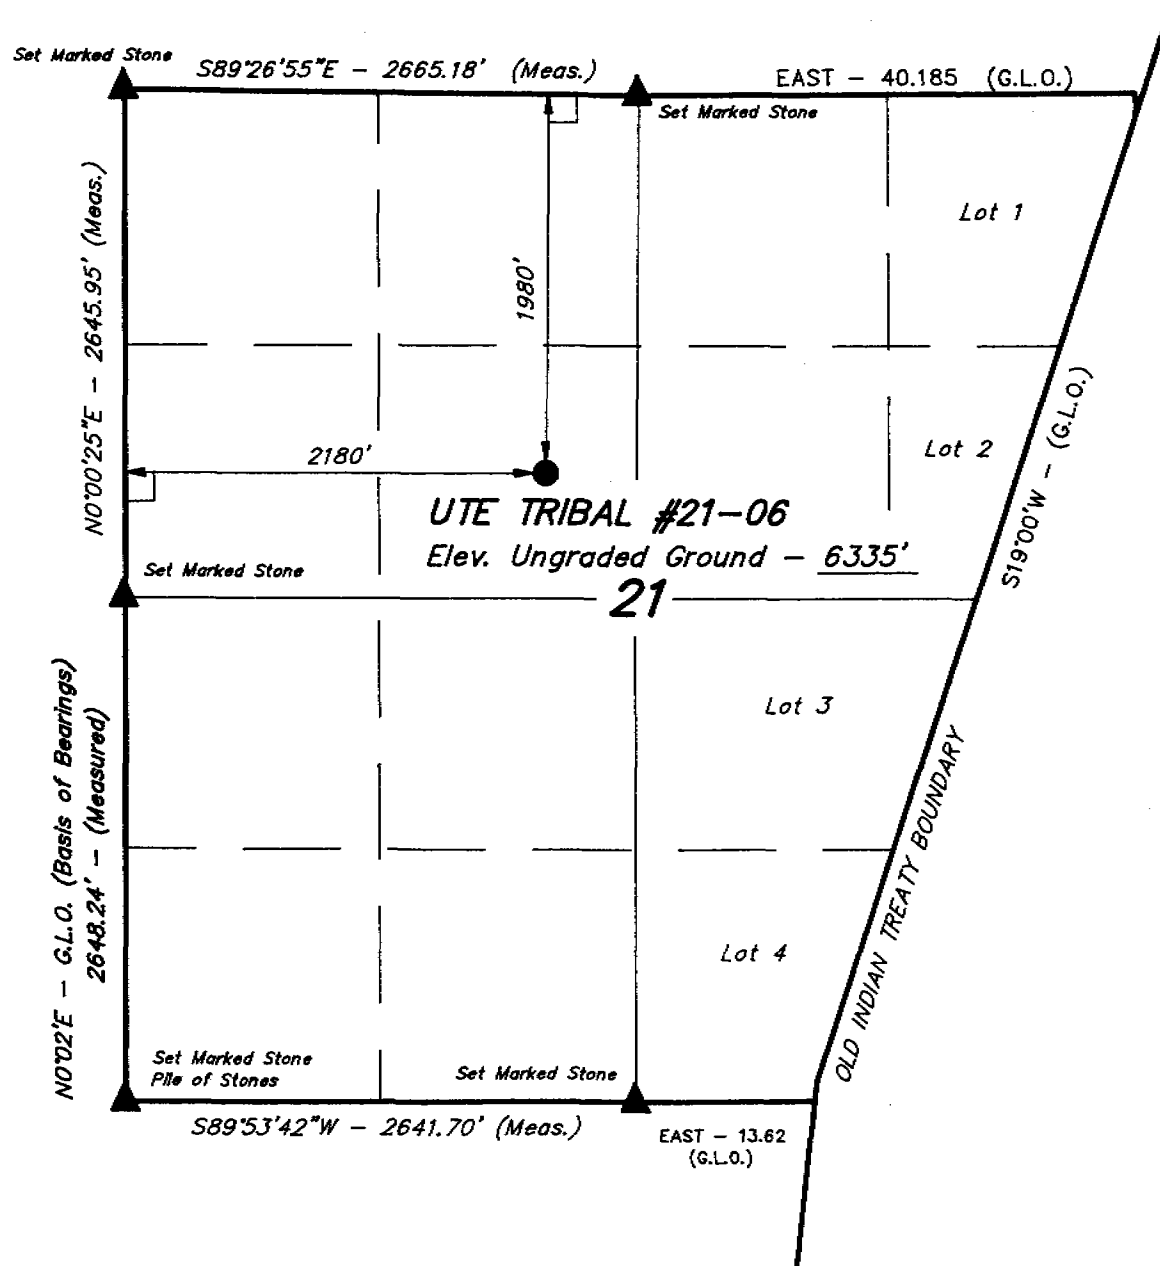 Set Marked Stone
S89°26'55"E - 2665.18' (Meas.)
EAST - 40.185 (G.L.O.)
Set Marked Stone
N0°00'25"E - 2645.95' (Meas.)
Lot 1
1980'
2180'
Lot 2
S19°00'W - (G.L.O.)
UTE TRIBAL #21-06
Elev. Ungraded Ground - 6335'
Set Marked Stone
21
N0°02'E - G.L.O. (Basis of Bearings)
2648.24' - (Measured)
Lot 3
OLD INDIAN TREATY BOUNDARY
Lot 4
Set Marked Stone
Pile of Stones
Set Marked Stone
S89°53'42"W - 2641.70' (Meas.)
EAST - 13.62
(G.L.O.)